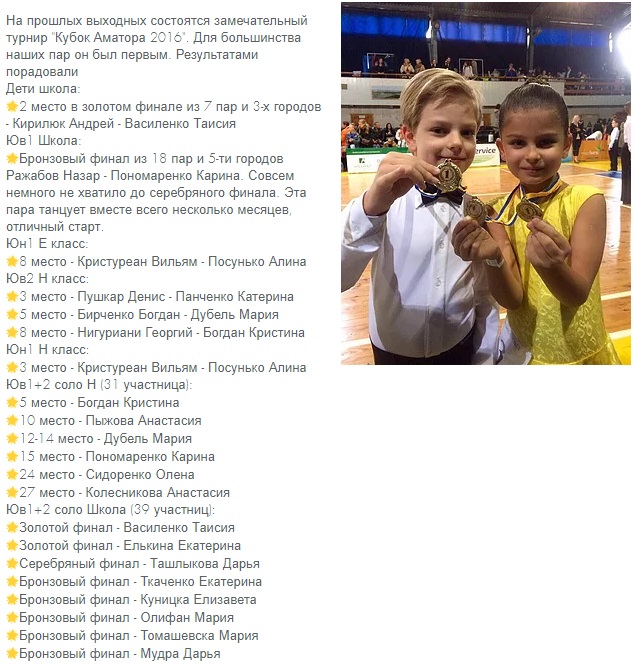 На прошлых выходных состоятся замечательный
турнир "Кубок Аматора 2016". Для большинства
наших пар он был первым. Результатами
порадовали
Дети школа:
⭐2 место в золотом финале из 7 пар и 3-х городов
- Кирилюк Андрей - Василенко Таисия
Юв1 Школа:
⭐Бронзовый финал из 18 пар и 5-ти городов
Ражабов Назар - Пономаренко Карина. Совсем
немного не хватило до серебряного финала. Эта
пара танцует вместе всего несколько месяцев,
отличный старт.
Юн1 Е класс:
⭐8 место - Кристуреан Вильям - Посунько Алина
Юв2 Н класс:
⭐3 место - Пушкар Денис - Панченко Катерина
⭐5 место - Бирченко Богдан - Дубель Мария
⭐8 место - Нигуриани Георгий - Богдан Кристина
Юн1 Н класс:
⭐3 место - Кристуреан Вильям - Посунько Алина
Юв1+2 соло Н (31 участница):
⭐5 место - Богдан Кристина
⭐10 место - Пыжова Анастасия
⭐12-14 место - Дубель Мария
⭐15 место - Пономаренко Карина
⭐24 место - Сидоренко Олена
⭐27 место - Колесникова Анастасия
Юв1+2 соло Школа (39 участниц):
⭐Золотой финал - Василенко Таисия
⭐Золотой финал - Елькина Екатерина
⭐Серебряный финал - Ташлыкова Дарья
⭐Бронзовый финал - Ткаченко Екатерина
⭐Бронзовый финал - Куницка Елизавета
⭐Бронзовый финал - Олифан Мария
⭐Бронзовый финал - Томашевска Мария
⭐Бронзовый финал - Мудра Дарья
service
1